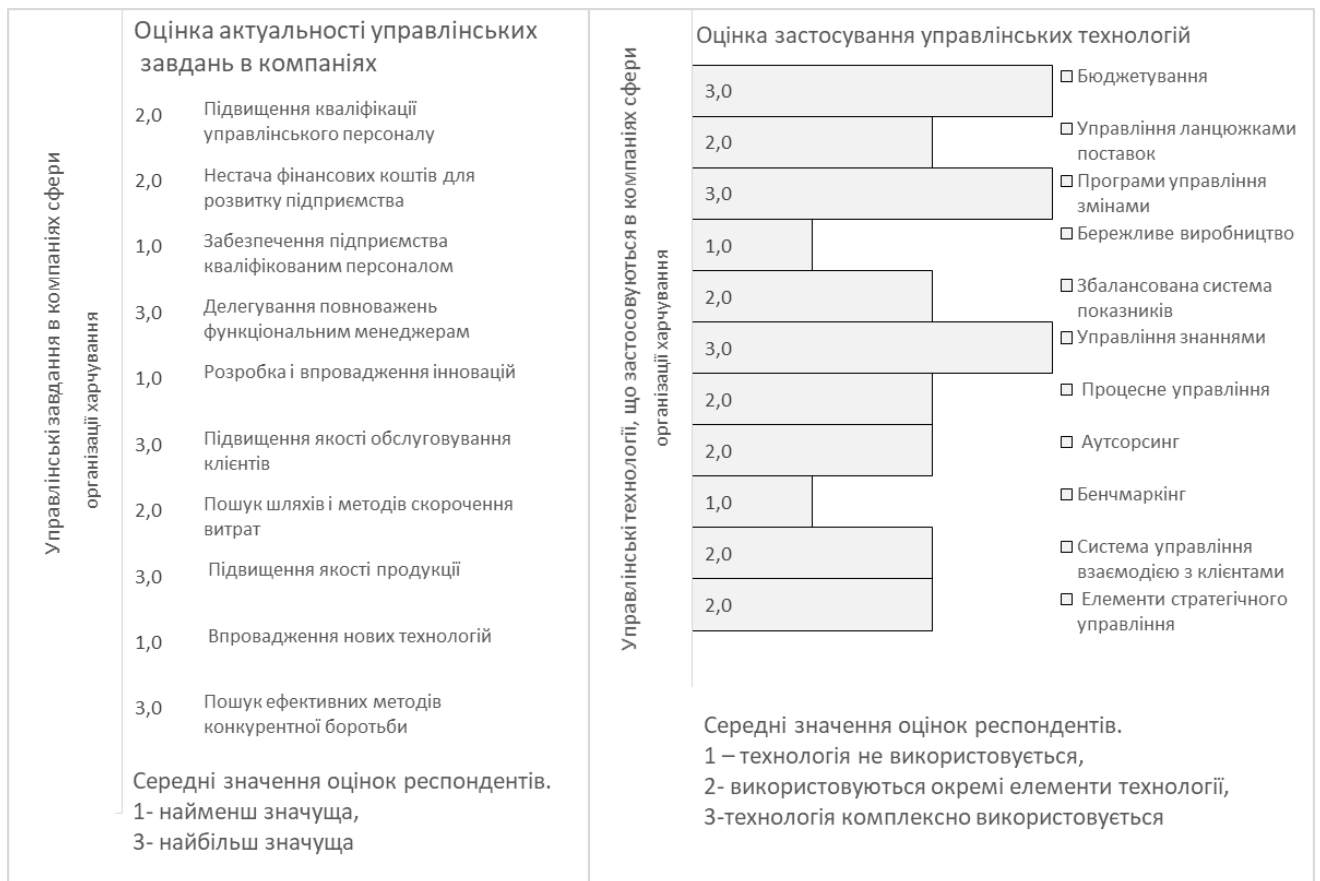 Управлінські завдання в компаніях сфери
організації харчування
Оцінка актуальності управлінських
завдань в компаніях
2,0
Підвищення кваліфікації
управлінського персоналу
2,0
Нестача фінансових коштів для
розвитку підприємства
1,0
Забезпечення підприємства
кваліфікованим персоналом
3,0
Делегування повноважень
функціональним менеджерам
1,0
Розробка і впровадження інновацій
3,0
Підвищення якості обслуговування
клієнтів
2,0
Пошук шляхів і методів скорочення
витрат
3,0
Підвищення якості продукції
1,0
Впровадження нових технологій
3,0
Пошук ефективних методів
конкурентної боротьби
Середні значення оцінок респондентів.
1- найменш значуща,
3- найбільш значуща
Управлінські технології, що застосовуються в компаніях сфери
організації харчування
Оцінка застосування управлінських технологій
3,0
Бюджетування
2,0
Управління ланцюжками
поставок
3,0
Програми управління
змінами
1,0
Бережливе виробництво
2,0
Збалансована система
показників
3,0
Управління знаннями
2,0
Процесне управління
2,0
Аутсорсинг
1,0
Бенчмаркінг
2,0
Система управління
взаємодією з клієнтами
2,0
Елементи стратегічного
управління
Середні значення оцінок респондентів.
1 – технологія не використовується,
2- використовуються окремі елементи технології,
3-технологія комплексно використовується